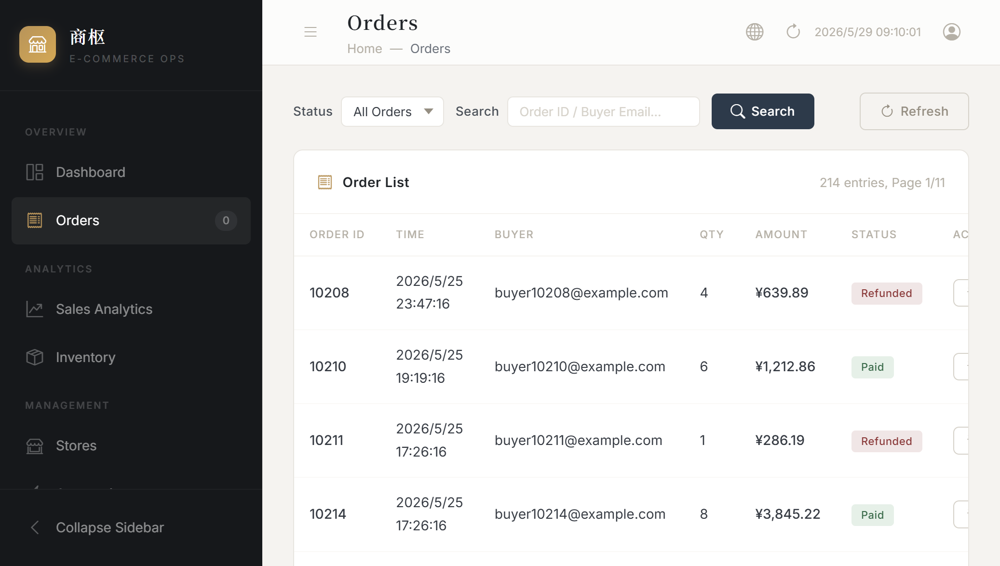 商枢
E-COMMERCE OPS
OVERVIEW
Dashboard
Orders 0
ANALYTICS
Sales Analytics
Inventory
MANAGEMENT
Stores
Collapse Sidebar
Orders
Home — Orders
2026/5/29 09:10:01
Status All Orders Search Order ID / Buyer Email... Search Refresh
Order List 214 entries, Page 1/11
ORDER ID TIME BUYER QTY AMOUNT STATUS
10208 2026/5/25 23:47:16 buyer10208@example.com 4 ¥639.89 Refunded
10210 2026/5/25 19:19:16 buyer10210@example.com 6 ¥1,212.86 Paid
10211 2026/5/25 17:26:16 buyer10211@example.com 1 ¥286.19 Refunded
10214 2026/5/25 17:26:16 buyer10214@example.com 8 ¥3,845.22 Paid